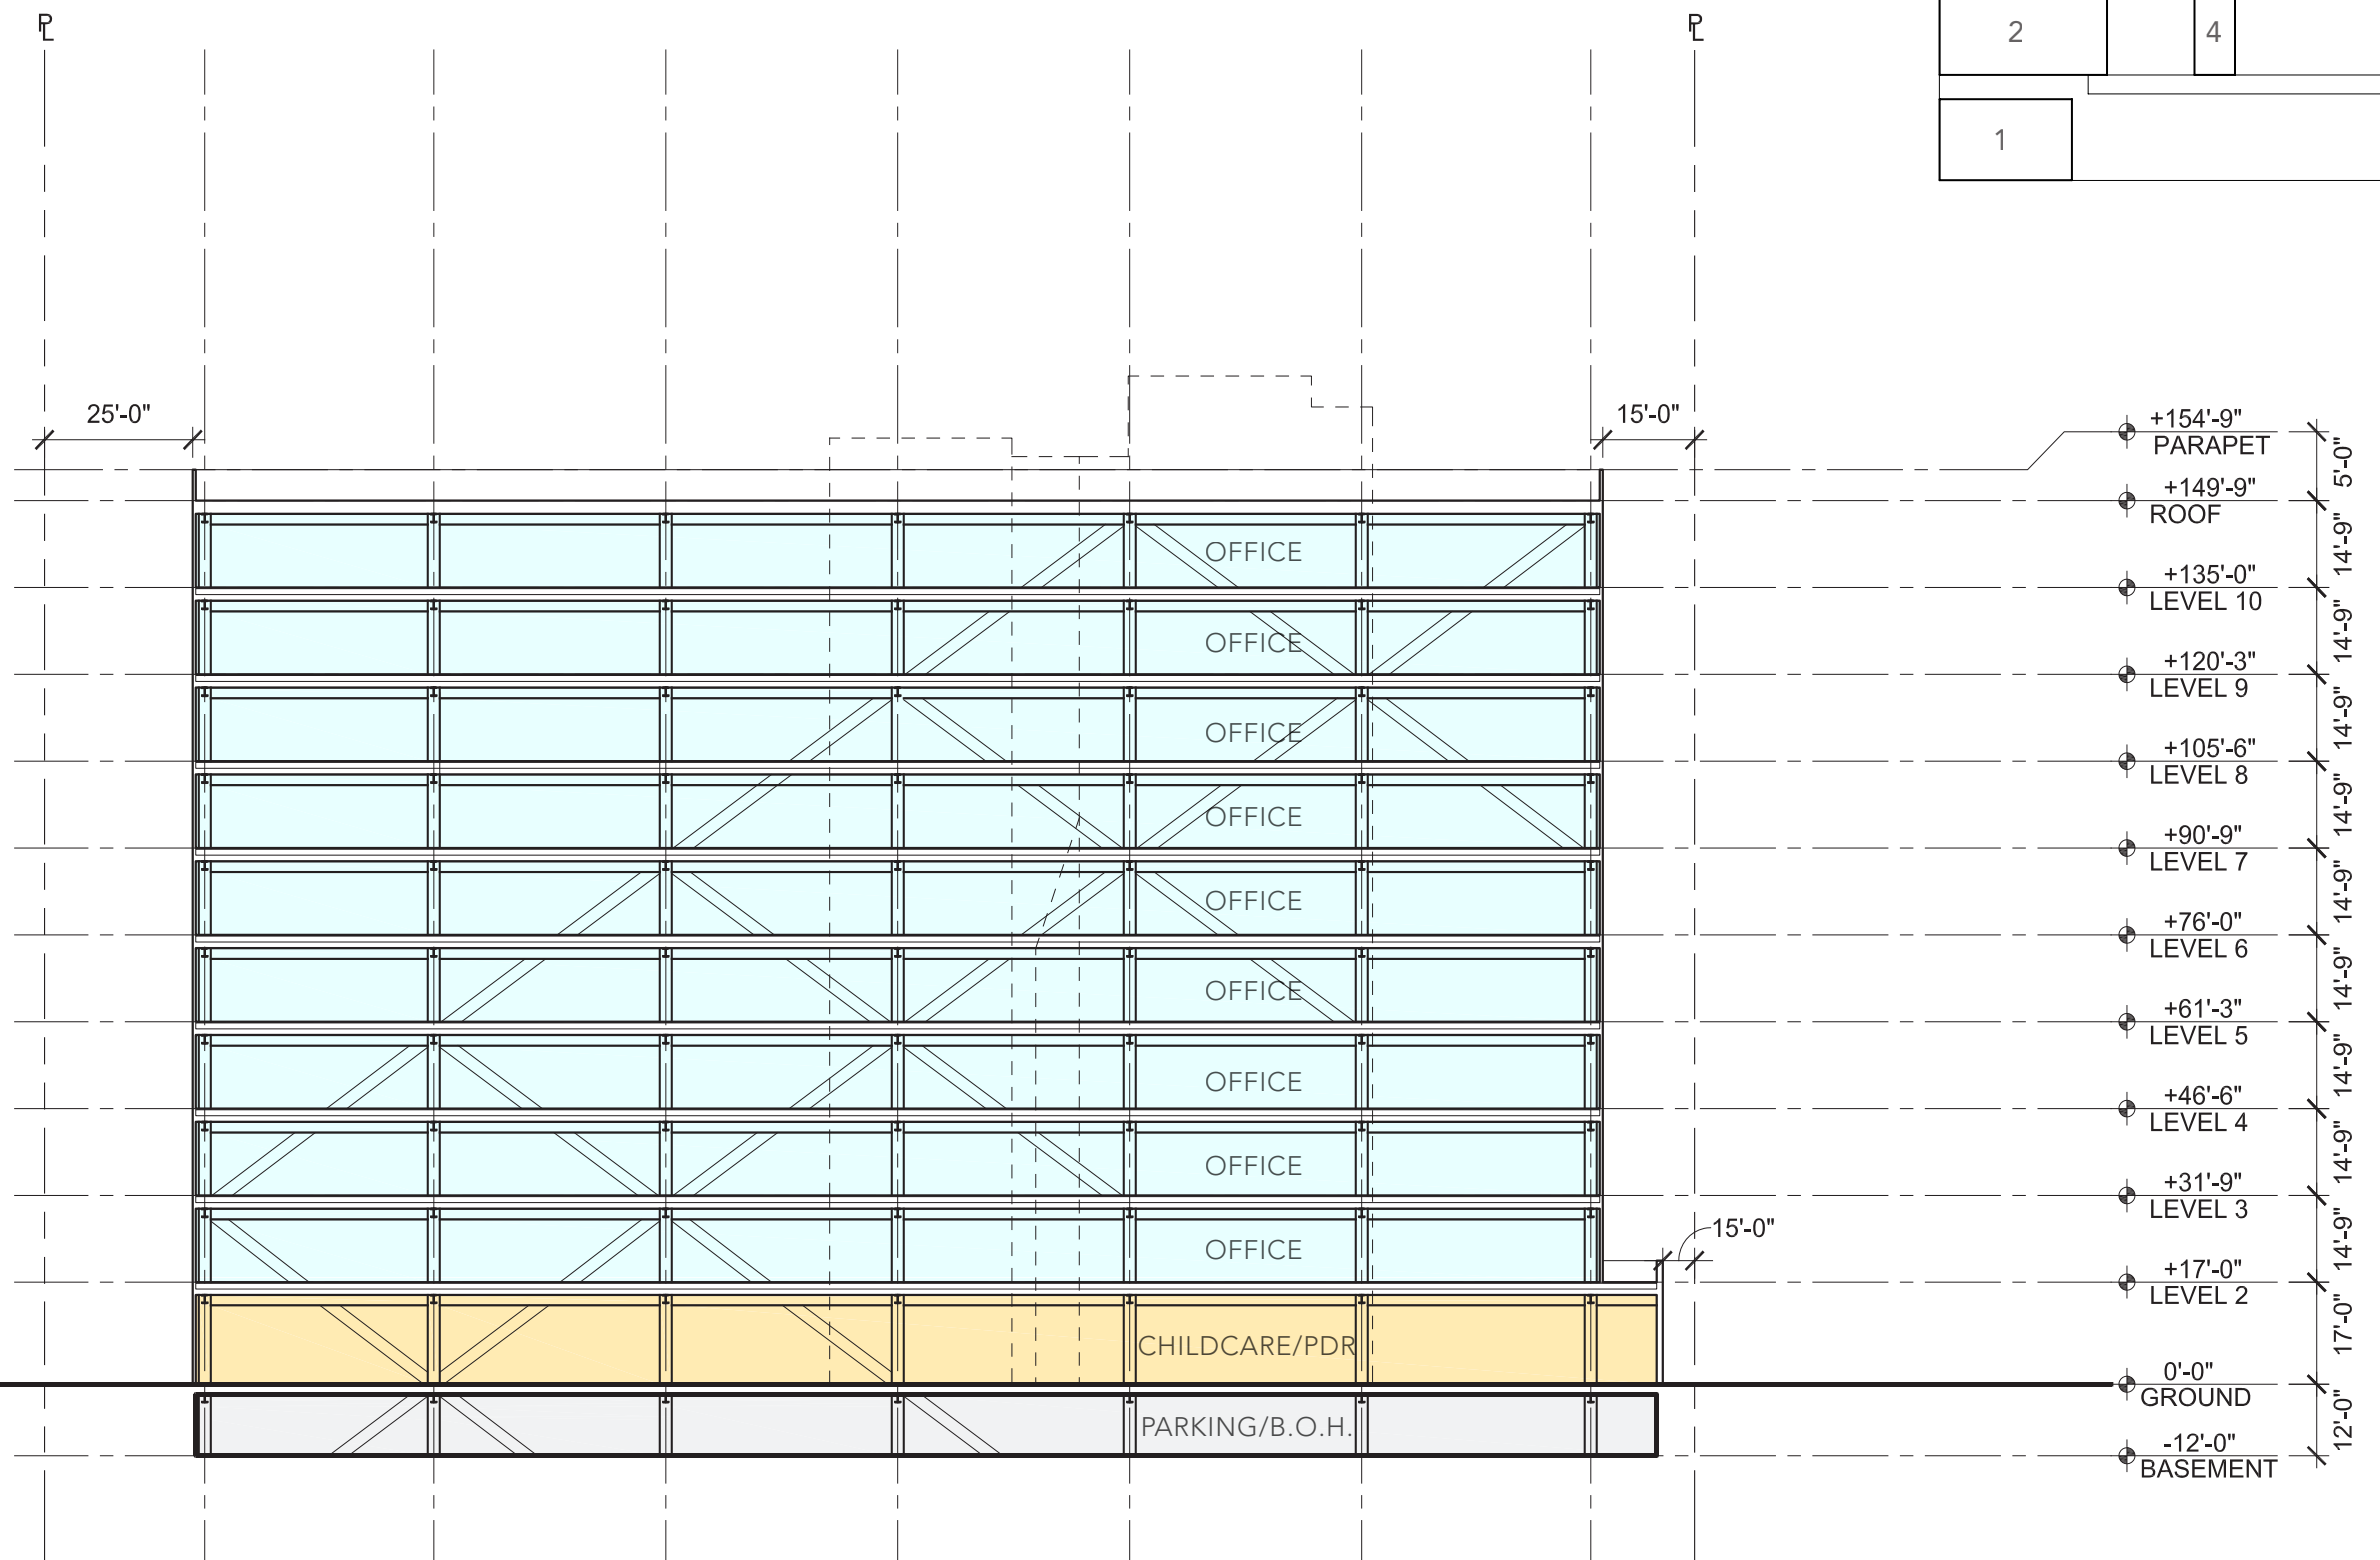 PL
PL
2
4
1
25'-0"
15'-0"
+154'-9"
PARAPET
5'-0"
+149'-9"
ROOF
14'-9"
OFFICE
+135'-0"
LEVEL 10
14'-9"
OFFICE
+120'-3"
LEVEL 9
14'-9"
OFFICE
+105'-6"
LEVEL 8
14'-9"
OFFICE
+90'-9"
LEVEL 7
14'-9"
OFFICE
+76'-0"
LEVEL 6
14'-9"
OFFICE
+61'-3"
LEVEL 5
14'-9"
OFFICE
+46'-6"
LEVEL 4
14'-9"
OFFICE
+31'-9"
LEVEL 3
14'-9"
OFFICE
15'-0"
+17'-0"
LEVEL 2
17'-0"
CHILDCARE/PDR
0'-0"
GROUND
12'-0"
PARKING/B.O.H.
-12'-0"
BASEMENT